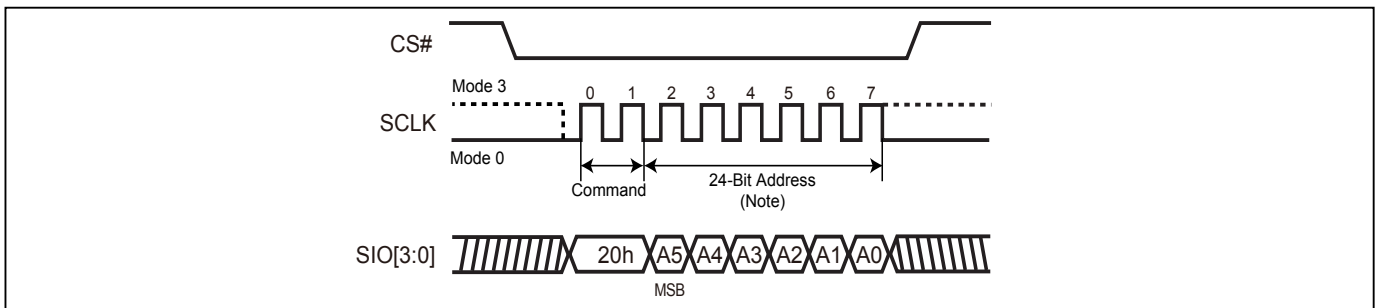 CS#
Mode 3
0 1 2 3 4 5 6 7
SCLK
Mode 0
Command
24-Bit Address
(Note)
SIO[3:0]
20h A5 A4 A3 A2 A1 A0
MSB